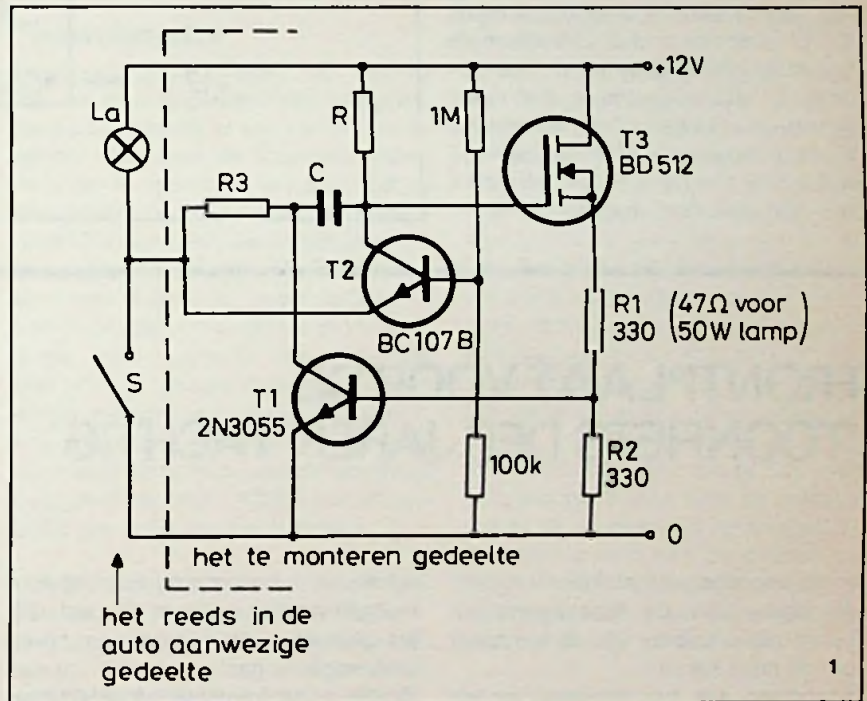 +12V
La
R
1M
T3
BD512
R3
C
T2
R1
330
(47Ω voor
50W lamp)
BC107B
S
T1
2N3055
100k
R2
330
0
het te monteren gedeelte
het reeds in de
auto aanwezige
gedeelte
1